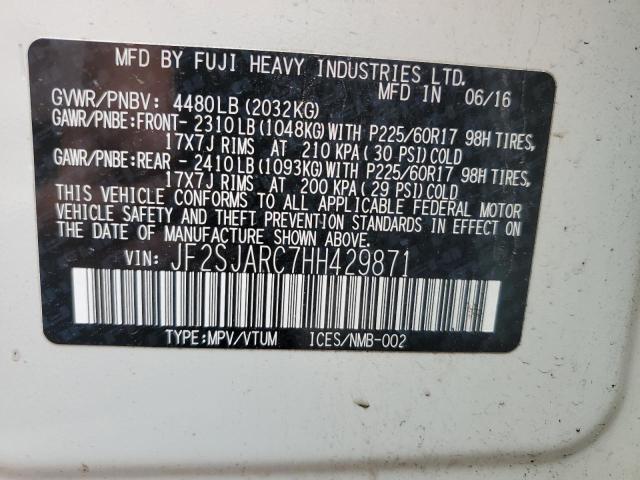 MFD BY FUJI HEAVY INDUSTRIES LTD.
MFD IN 06/16
GVWR/PNBV: 4480LB (2032KG)
GAWR/PNBE:FRONT- 2310LB (1048KG) WITH P225/60R17 98H TIRES,
17X7J RIMS AT 210 KPA ( 30 PSI) COLD
GAWR/PNBE:REAR - 2410LB (1093KG) WITH P225/60R17 98H TIRES,
17X7J RIMS AT 200 KPA ( 29 PSI) COLD
THIS VEHICLE CONFORMS TO ALL APPLICABLE FEDERAL MOTOR
VEHICLE SAFETY AND THEFT PREVENTION STANDARDS IN EFFECT ON
THE DATE OF MANUFACTURE SHOWN ABOVE.
VIN: JF2SJARC7HH429871
TYPE:MPV/VTUM ICES/NMB-002